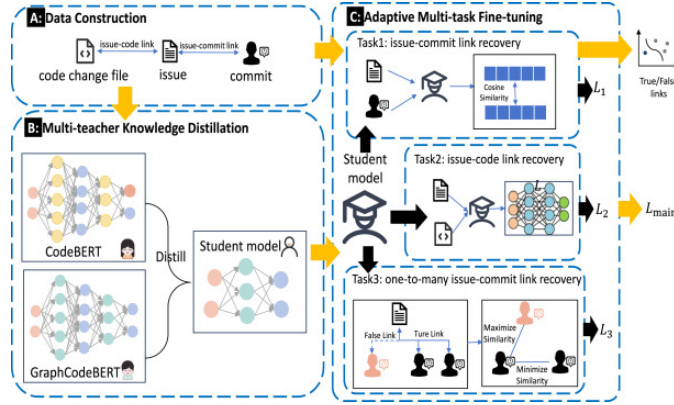 A: Data Construction
issue-code link
issue-commit link
code change file
issue
commit
B: Multi-teacher Knowledge Distillation
CodeBERT
GraphCodeBERT
Distill
Student model
C: Adaptive Multi-task Fine-tuning
Task1: issue-commit link recovery
Cosine
Similarity
L1
True/False
links
Student
model
Task2: issue-code link recovery
L
L2
Lmain
Task3: one-to-many issue-commit link recovery
False Link
Ture Link
Maximize
Similarity
Minimize
Similarity
L3